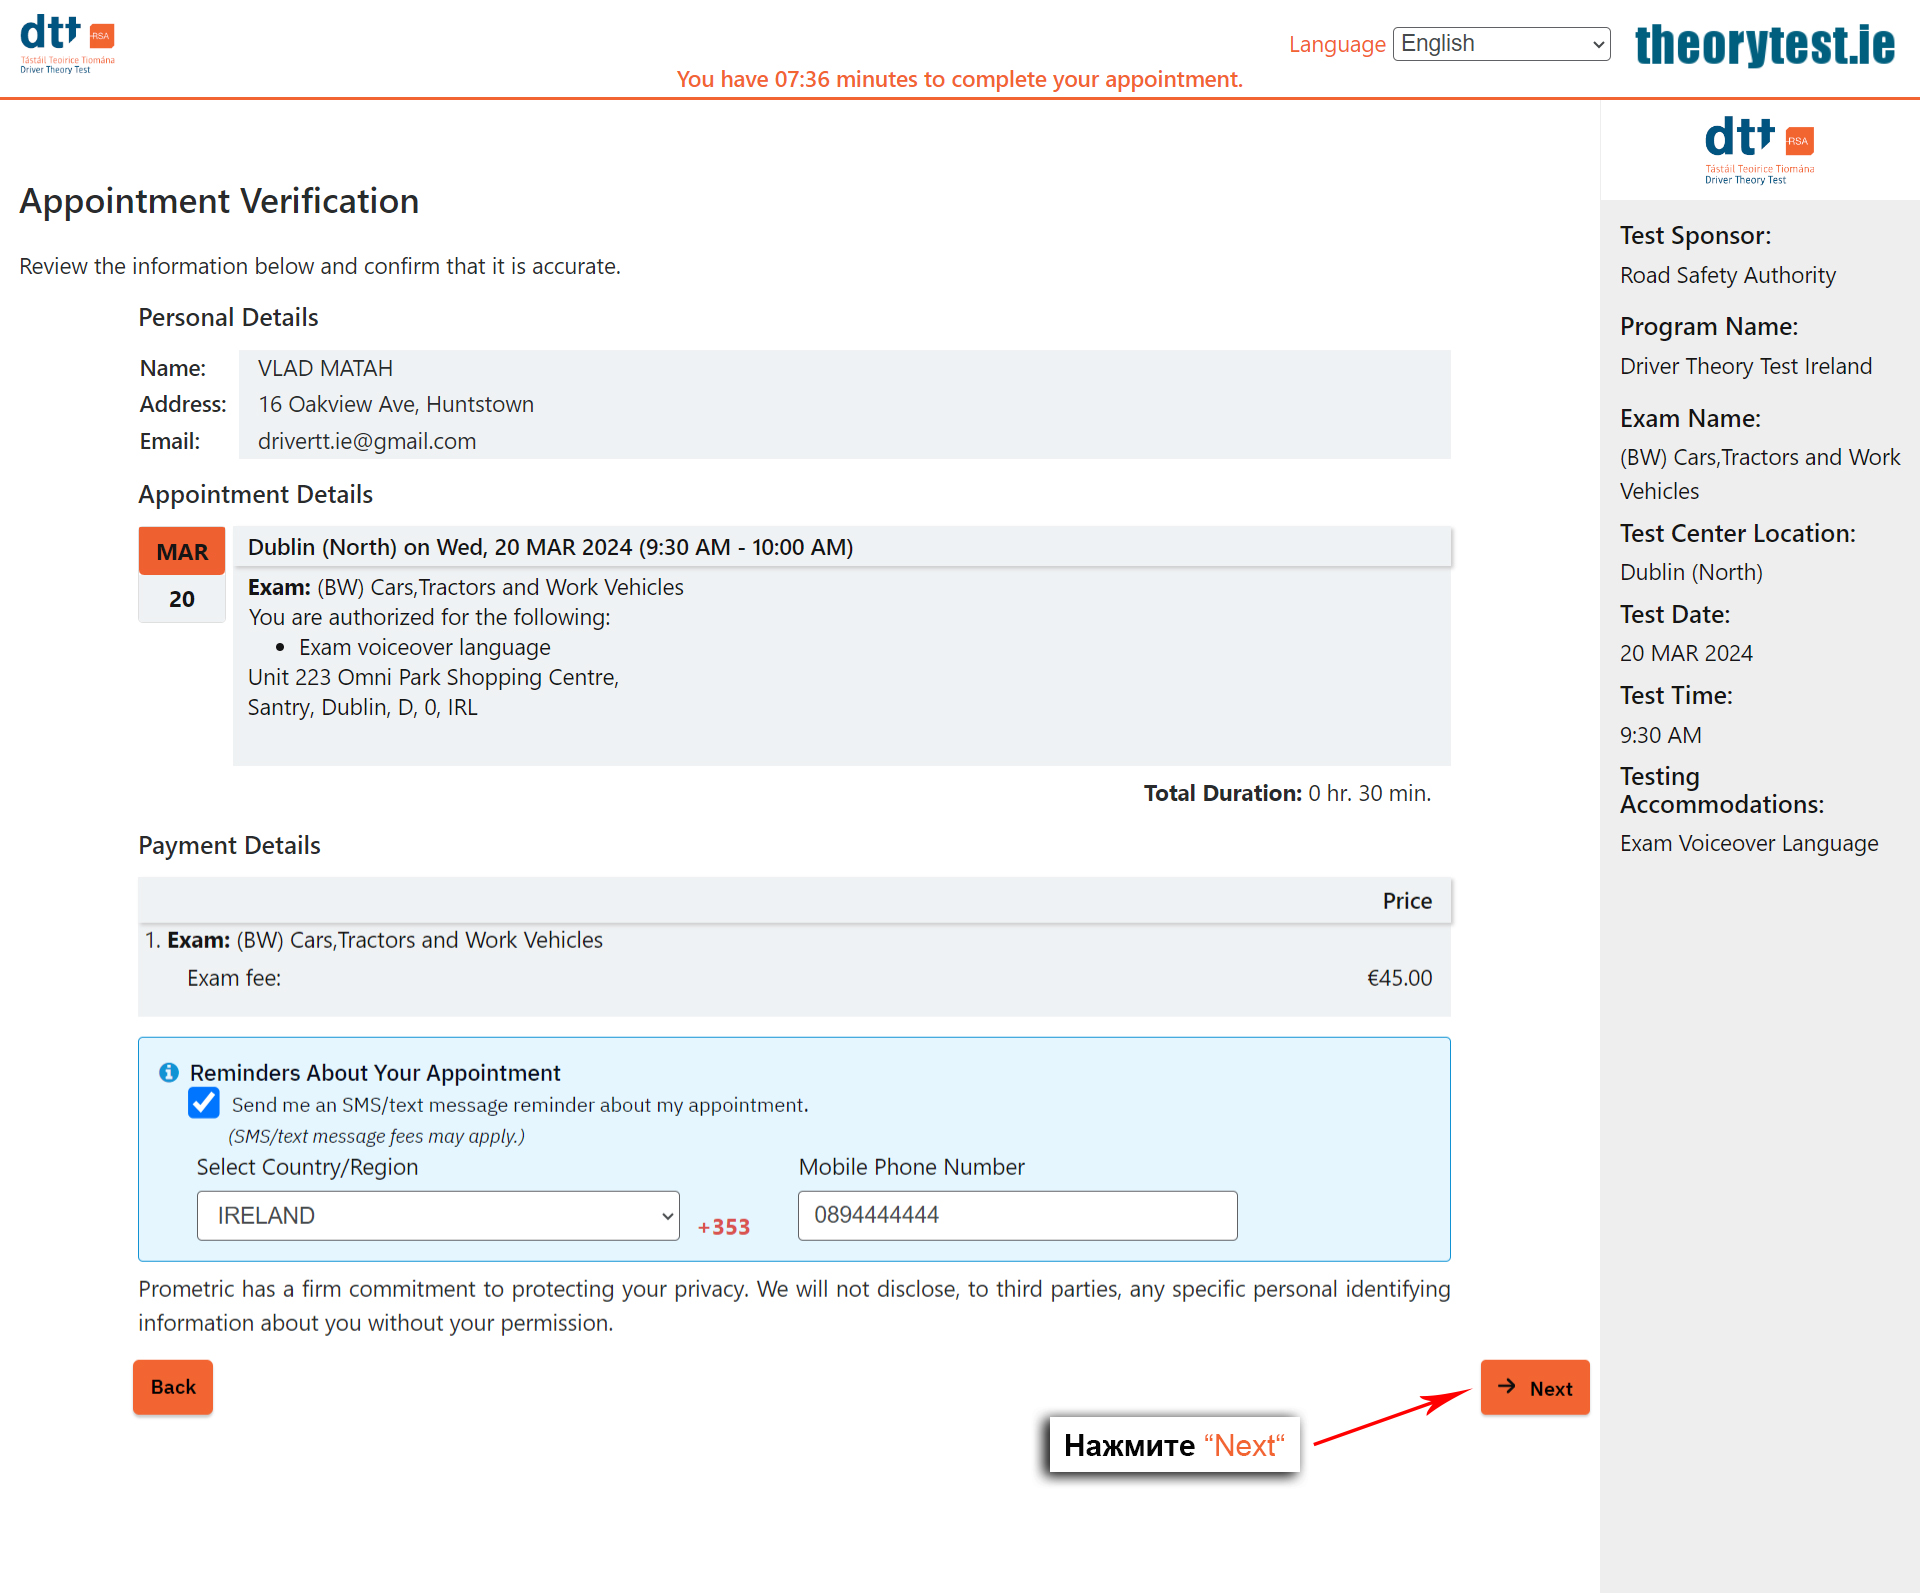 dtt RSA
Tástáil Teoirice Tiomána
Driver Theory Test
Language English
theorytest.ie
You have 07:36 minutes to complete your appointment.
Appointment Verification
Review the information below and confirm that it is accurate.
Personal Details
Name: VLAD MATAH
Address: 16 Oakview Ave, Huntstown
Email: drivertt.ie@gmail.com
Appointment Details
MAR
20
Dublin (North) on Wed, 20 MAR 2024 (9:30 AM - 10:00 AM)
Exam: (BW) Cars,Tractors and Work Vehicles
You are authorized for the following:
• Exam voiceover language
Unit 223 Omni Park Shopping Centre,
Santry, Dublin, D, 0, IRL
Total Duration: 0 hr. 30 min.
Payment Details
Price
1. Exam: (BW) Cars,Tractors and Work Vehicles
Exam fee: €45.00
Reminders About Your Appointment
Send me an SMS/text message reminder about my appointment.
(SMS/text message fees may apply.)
Select Country/Region
IRELAND
+353
Mobile Phone Number
0894444444
Prometric has a firm commitment to protecting your privacy. We will not disclose, to third parties, any specific personal identifying
information about you without your permission.
Back
→ Next
Нажмите “Next“
dtt RSA
Tástáil Teoirice Tiomána
Driver Theory Test
Test Sponsor:
Road Safety Authority
Program Name:
Driver Theory Test Ireland
Exam Name:
(BW) Cars,Tractors and Work
Vehicles
Test Center Location:
Dublin (North)
Test Date:
20 MAR 2024
Test Time:
9:30 AM
Testing
Accommodations:
Exam Voiceover Language